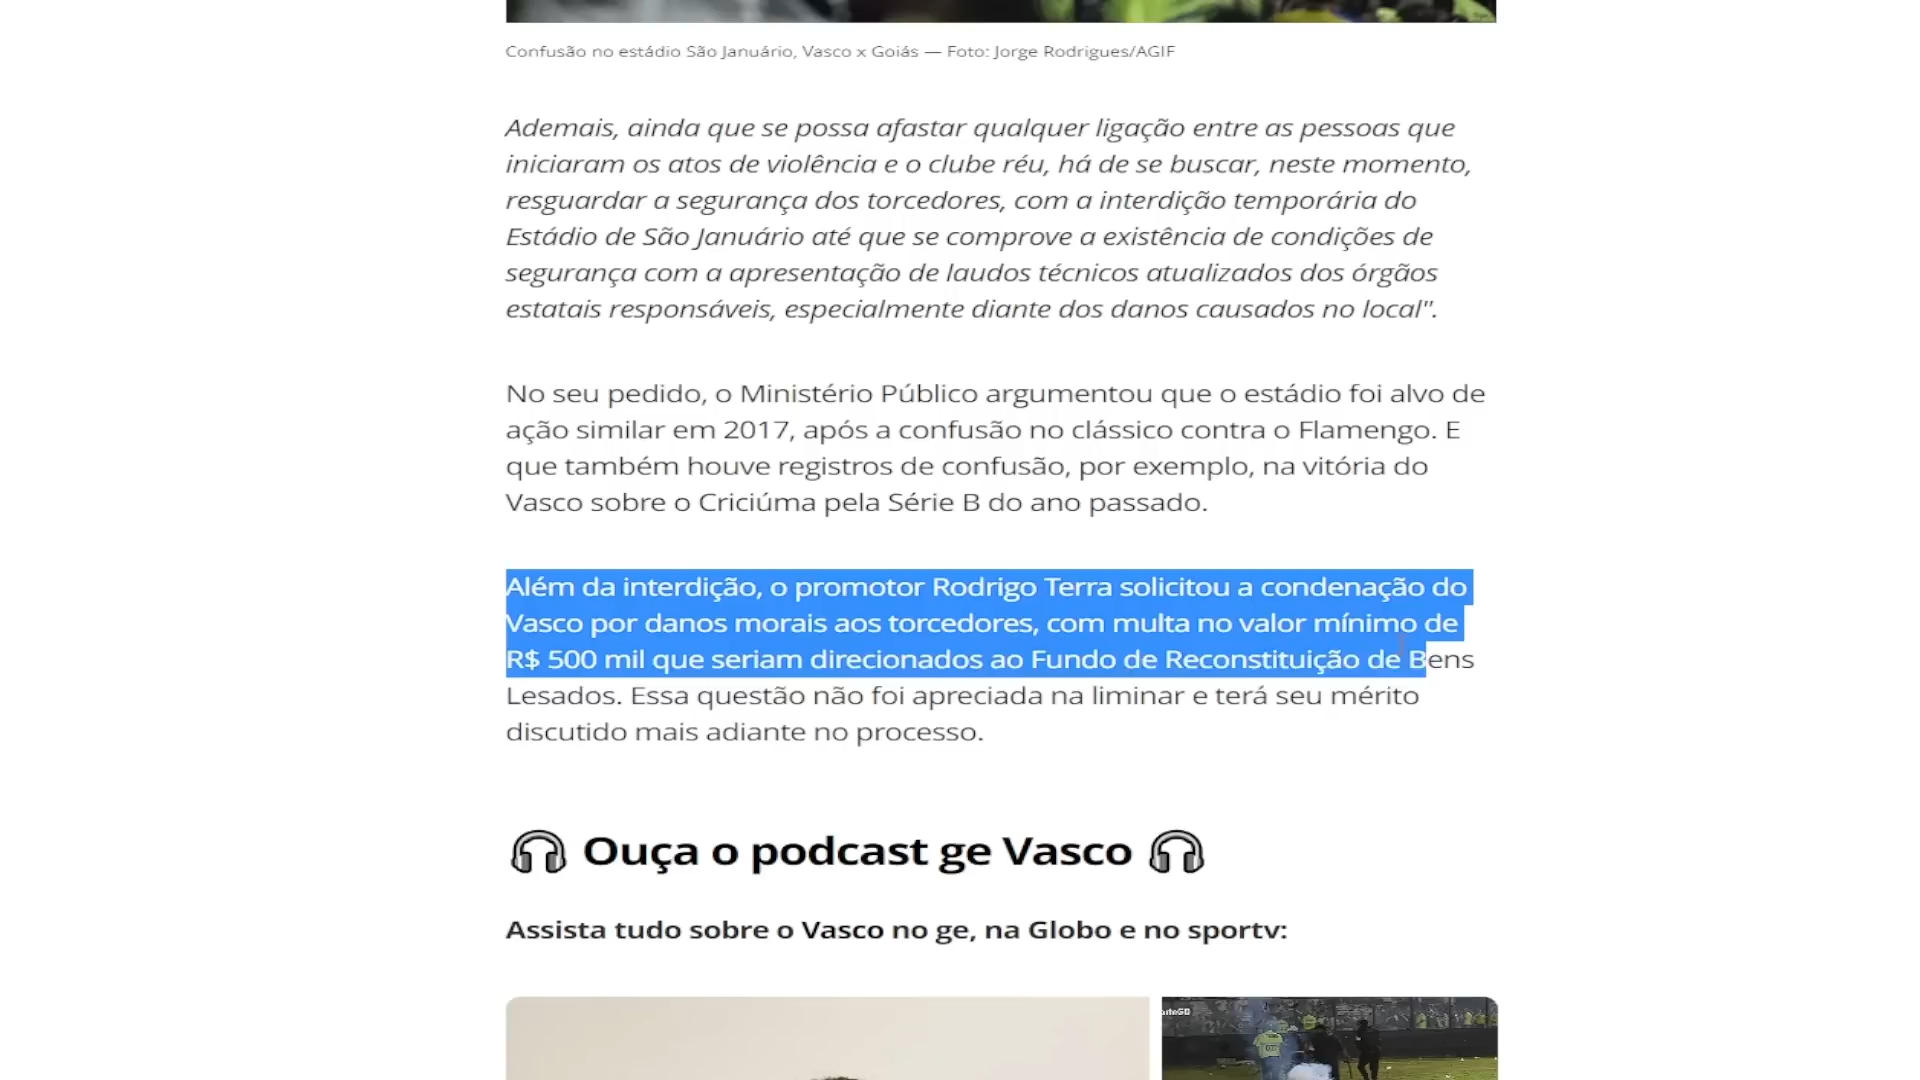 Confusão no estádio São Januário, Vasco x Goiás — Foto: Jorge Rodrigues/AGIF
Ademais, ainda que se possa afastar qualquer ligação entre as pessoas que
iniciaram os atos de violência e o clube réu, há de se buscar, neste momento,
resguardar a segurança dos torcedores, com a interdição temporária do
Estádio de São Januário até que se comprove a existência de condições de
segurança com a apresentação de laudos técnicos atualizados dos órgãos
estatais responsáveis, especialmente diante dos danos causados no local".
No seu pedido, o Ministério Público argumentou que o estádio foi alvo de
ação similar em 2017, após a confusão no clássico contra o Flamengo. E
que também houve registros de confusão, por exemplo, na vitória do
Vasco sobre o Criciúma pela Série B do ano passado.
Além da interdição, o promotor Rodrigo Terra solicitou a condenação do
Vasco por danos morais aos torcedores, com multa no valor mínimo de
R$ 500 mil que seriam direcionados ao Fundo de Reconstituição de Bens
Lesados. Essa questão não foi apreciada na liminar e terá seu mérito
discutido mais adiante no processo.
🎧 Ouça o podcast ge Vasco 🎧
Assista tudo sobre o Vasco no ge, na Globo e no sportv: